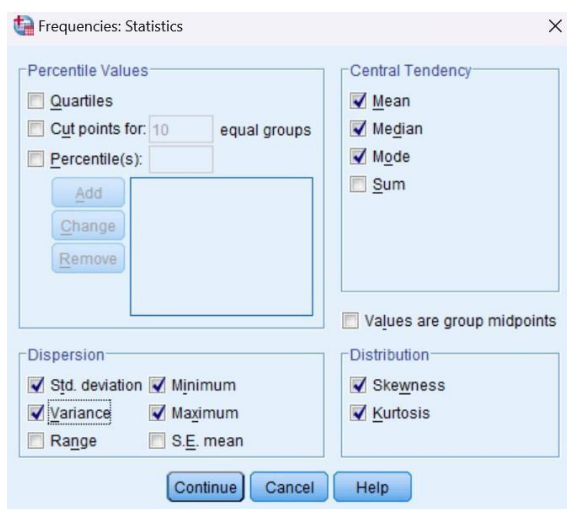 Frequencies: Statistics
Percentile Values
Quartiles
Cut points for: 10 equal groups
Percentile(s):
Add
Change
Remove
Central Tendency
Mean
Median
Mode
Sum
Values are group midpoints
Dispersion
Std. deviation Minimum
Variance Maximum
Range S.E. mean
Distribution
Skewness
Kurtosis
Continue Cancel Help